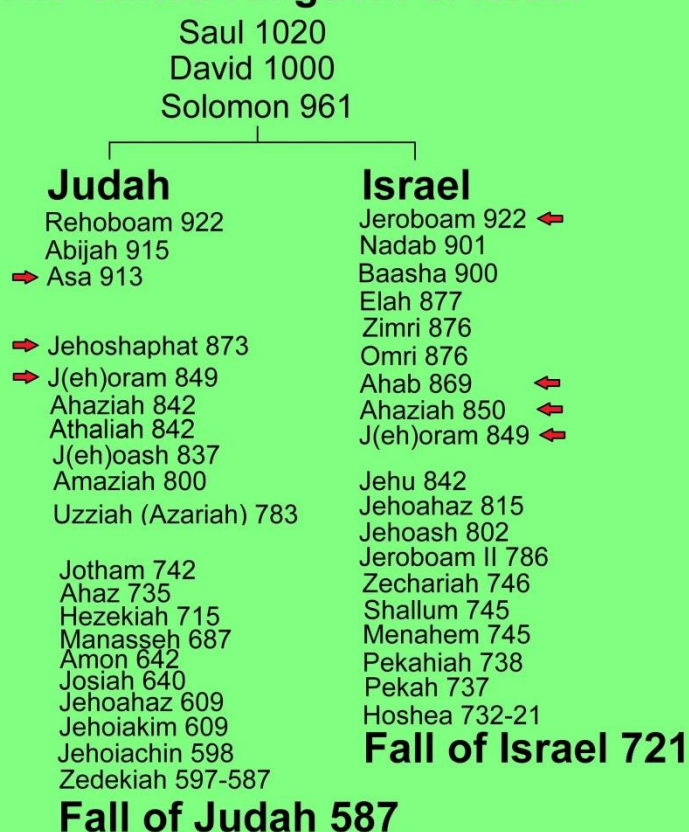 Saul 1020
David 1000
Solomon 961
Judah
Rehoboam 922
Abijah 915
Asa 913
Jehoshaphat 873
J(eh)oram 849
Ahaziah 842
Athaliah 842
J(eh)oash 837
Amaziah 800
Uzziah (Azariah) 783
Jotham 742
Ahaz 735
Hezekiah 715
Manasseh 687
Amon 642
Josiah 640
Jehoahaz 609
Jehoiakim 609
Jehoiachin 598
Zedekiah 597-587
Fall of Judah 587
Israel
Jeroboam 922
Nadab 901
Baasha 900
Elah 877
Zimri 876
Omri 876
Ahab 869
Ahaziah 850
J(eh)oram 849
Jehu 842
Jehoahaz 815
Jehoash 802
Jeroboam II 786
Zechariah 746
Shallum 745
Menahem 745
Pekahiah 738
Pekah 737
Hoshea 732-21
Fall of Israel 721